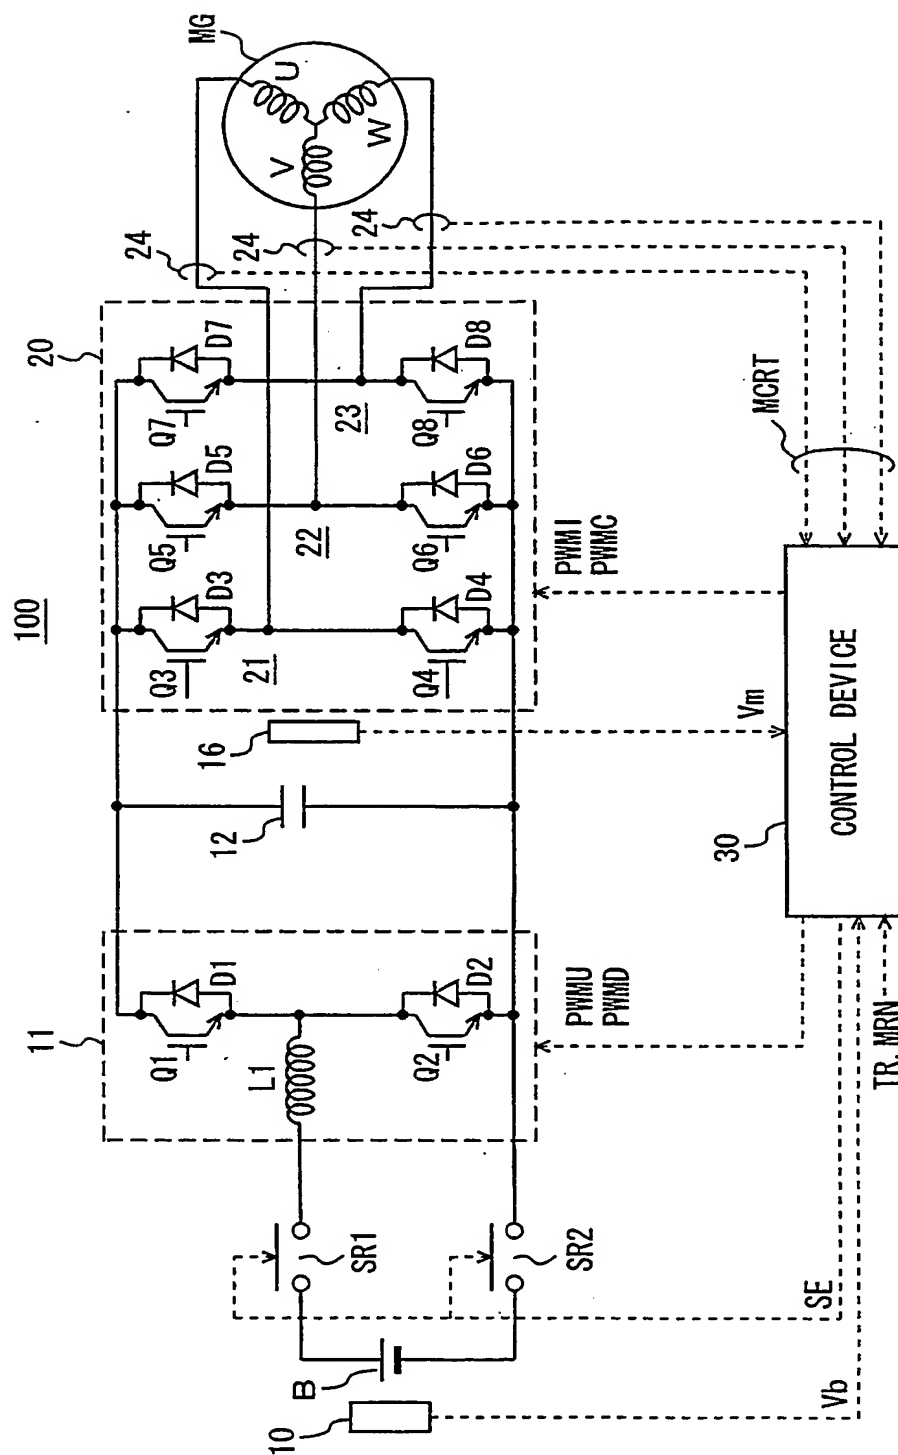 100
10
B
SR1
SR2
11
Q1
D1
L1
Q2
D2
12
16
20
Q3
D3
Q5
D5
Q7
D7
21
22
23
Q4
D4
Q6
D6
Q8
D8
24
24
24
MG
U
V
W
PWMU
PWMD
PWMI
PWMC
Vm
MCRT
SE
Vb
TR, MRN
30
CONTROL DEVICE